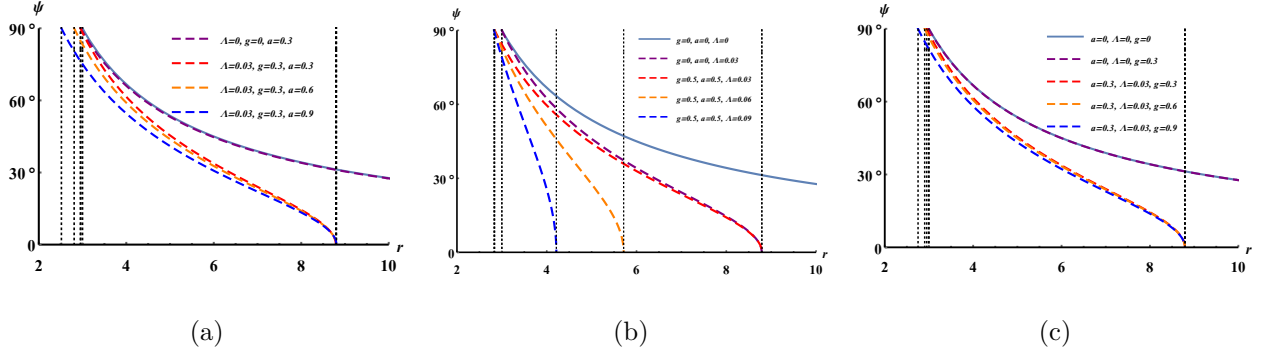 ψ
90°
60°
30°
0
2
4
6
8
10
r
Λ=0, g=0, a=0.3
Λ=0.03, g=0.3, a=0.3
Λ=0.03, g=0.3, a=0.6
Λ=0.03, g=0.3, a=0.9
(a)
ψ
90°
60°
30°
0
2
4
6
8
10
r
g=0, a=0, Λ=0
g=0, a=0, Λ=0.03
g=0.5, a=0.5, Λ=0.03
g=0.5, a=0.5, Λ=0.06
g=0.5, a=0.5, Λ=0.09
(b)
ψ
90°
60°
30°
0
2
4
6
8
10
r
a=0, Λ=0, g=0
a=0, Λ=0, g=0.3
a=0.3, Λ=0.03, g=0.3
a=0.3, Λ=0.03, g=0.6
a=0.3, Λ=0.03, g=0.9
(c)